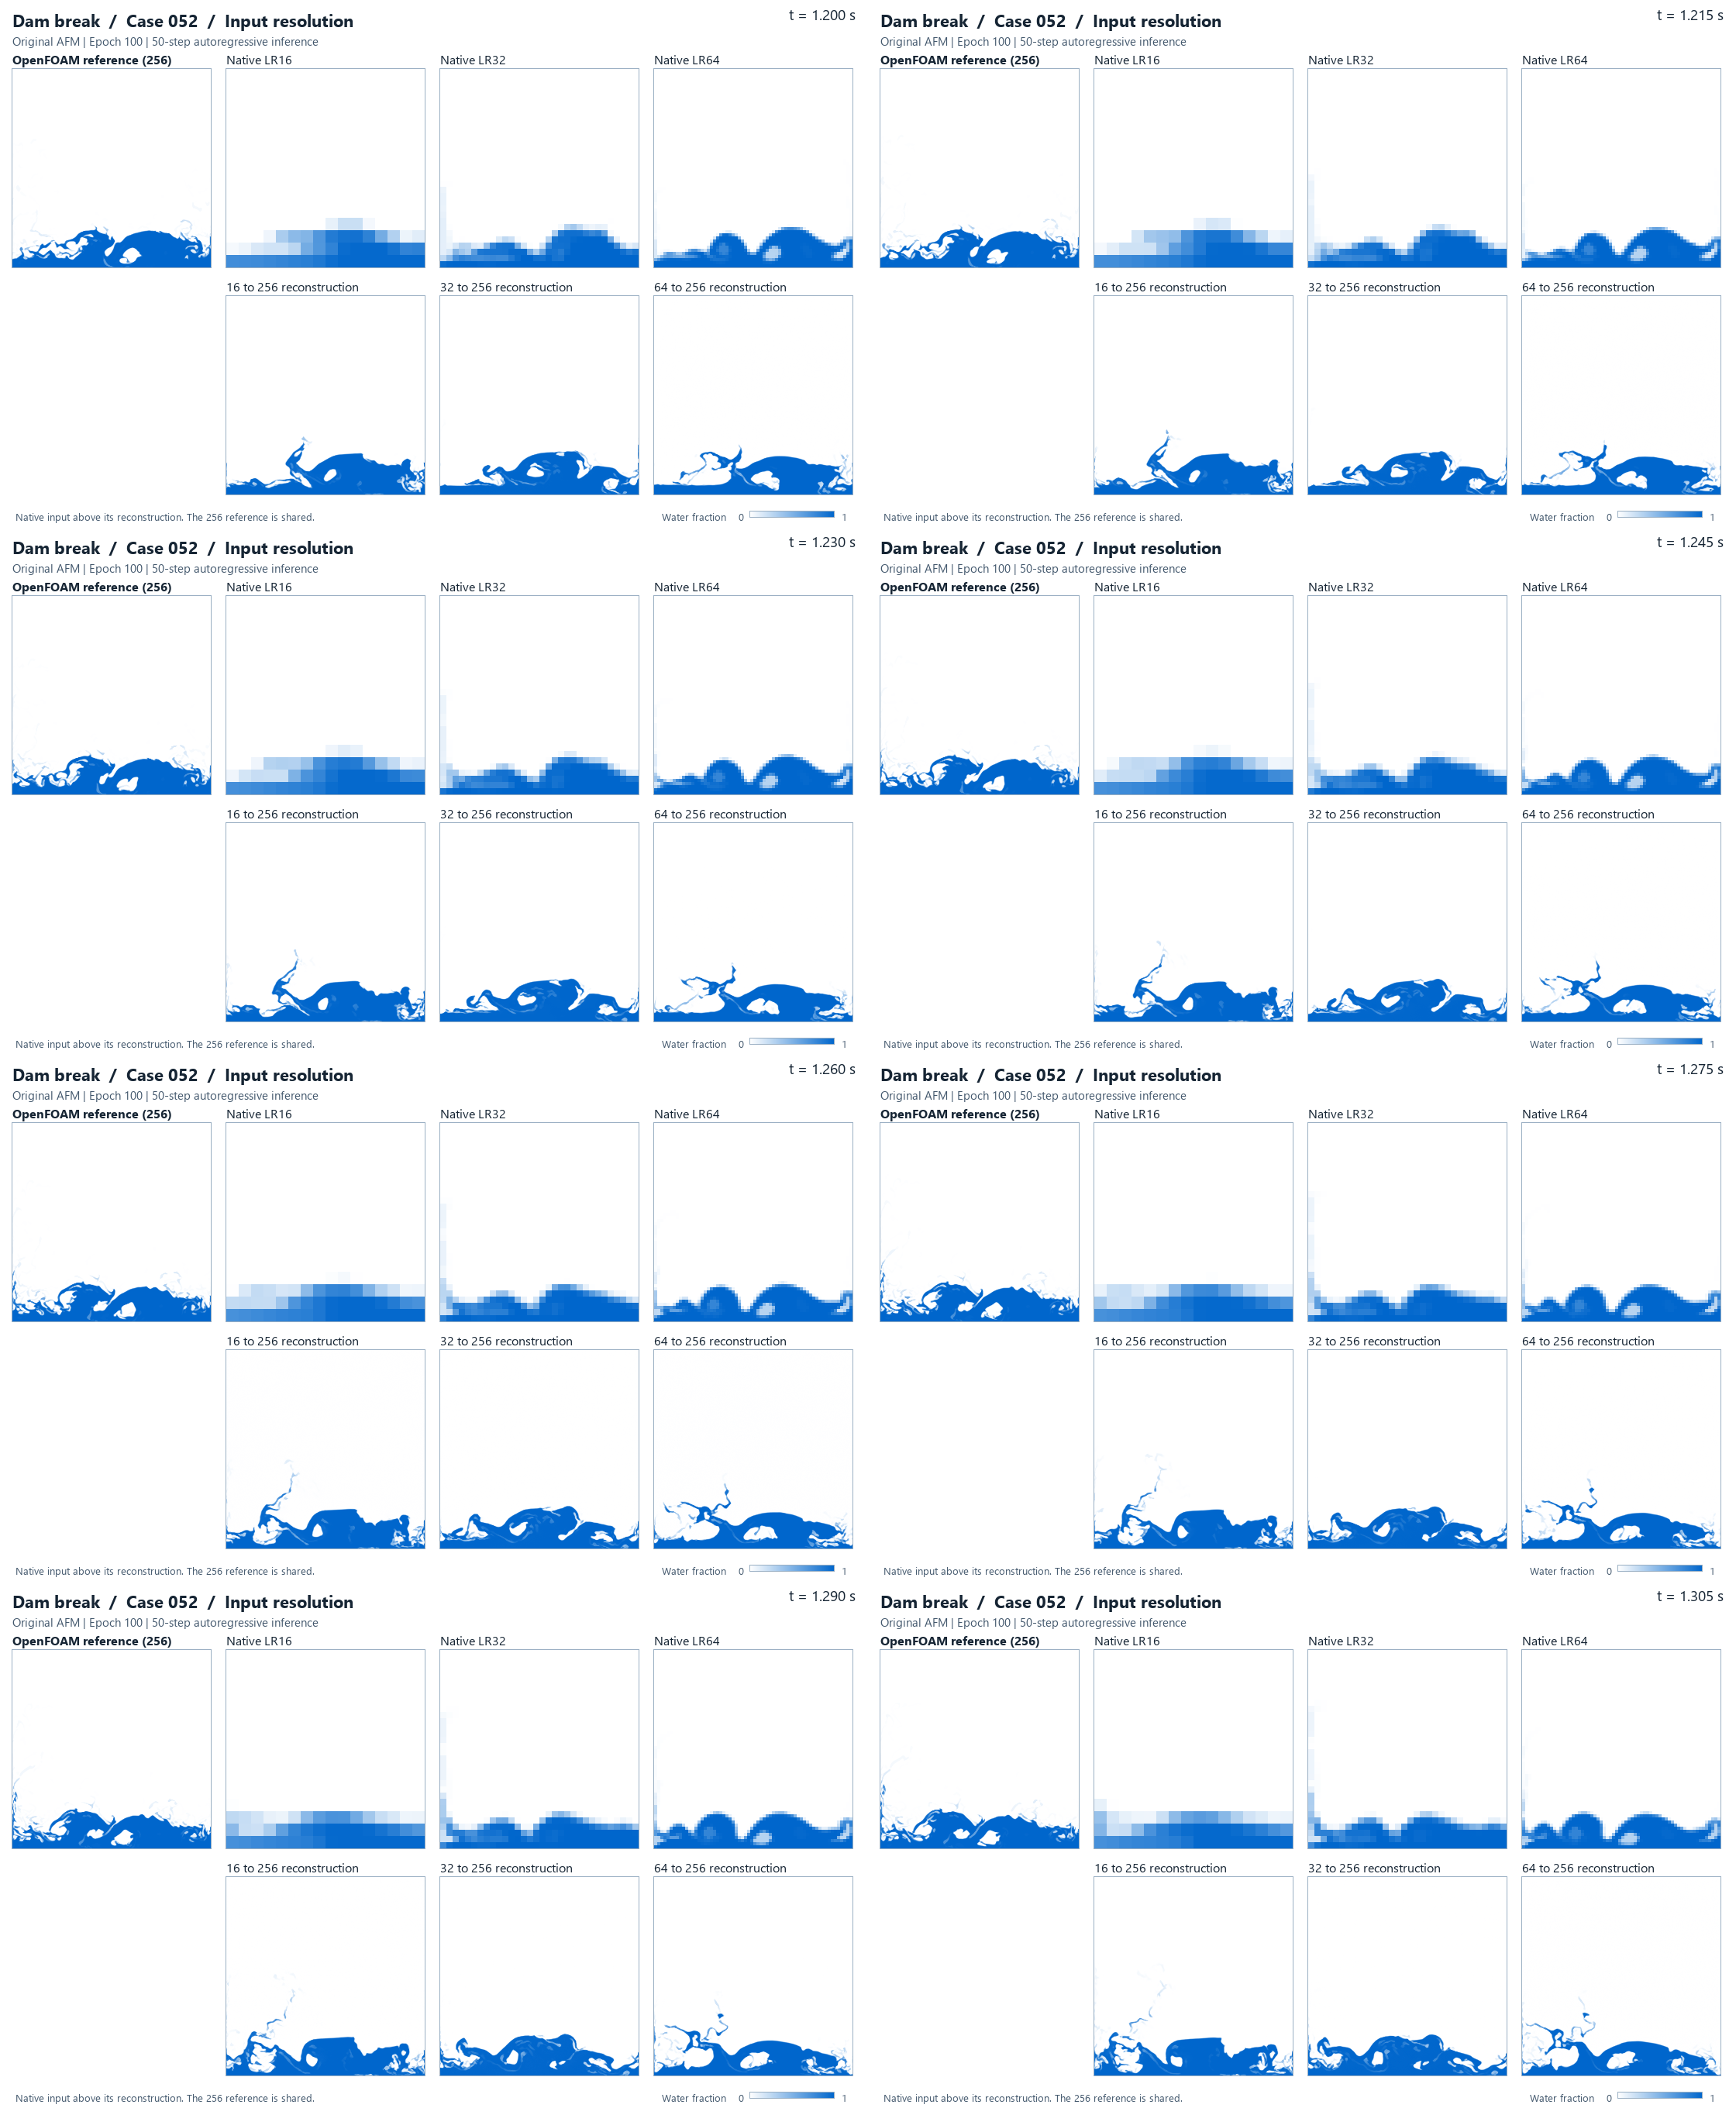 Dam break / Case 052 / Input resolution
t = 1.200 s
Original AFM | Epoch 100 | 50-step autoregressive inference
OpenFOAM reference (256)
Native LR16
Native LR32
Native LR64
16 to 256 reconstruction
32 to 256 reconstruction
64 to 256 reconstruction
Native input above its reconstruction. The 256 reference is shared.
Water fraction 0 1
Dam break / Case 052 / Input resolution
t = 1.215 s
Original AFM | Epoch 100 | 50-step autoregressive inference
OpenFOAM reference (256)
Native LR16
Native LR32
Native LR64
16 to 256 reconstruction
32 to 256 reconstruction
64 to 256 reconstruction
Native input above its reconstruction. The 256 reference is shared.
Water fraction 0 1
Dam break / Case 052 / Input resolution
t = 1.230 s
Original AFM | Epoch 100 | 50-step autoregressive inference
OpenFOAM reference (256)
Native LR16
Native LR32
Native LR64
16 to 256 reconstruction
32 to 256 reconstruction
64 to 256 reconstruction
Native input above its reconstruction. The 256 reference is shared.
Water fraction 0 1
Dam break / Case 052 / Input resolution
t = 1.245 s
Original AFM | Epoch 100 | 50-step autoregressive inference
OpenFOAM reference (256)
Native LR16
Native LR32
Native LR64
16 to 256 reconstruction
32 to 256 reconstruction
64 to 256 reconstruction
Native input above its reconstruction. The 256 reference is shared.
Water fraction 0 1
Dam break / Case 052 / Input resolution
t = 1.260 s
Original AFM | Epoch 100 | 50-step autoregressive inference
OpenFOAM reference (256)
Native LR16
Native LR32
Native LR64
16 to 256 reconstruction
32 to 256 reconstruction
64 to 256 reconstruction
Native input above its reconstruction. The 256 reference is shared.
Water fraction 0 1
Dam break / Case 052 / Input resolution
t = 1.275 s
Original AFM | Epoch 100 | 50-step autoregressive inference
OpenFOAM reference (256)
Native LR16
Native LR32
Native LR64
16 to 256 reconstruction
32 to 256 reconstruction
64 to 256 reconstruction
Native input above its reconstruction. The 256 reference is shared.
Water fraction 0 1
Dam break / Case 052 / Input resolution
t = 1.290 s
Original AFM | Epoch 100 | 50-step autoregressive inference
OpenFOAM reference (256)
Native LR16
Native LR32
Native LR64
16 to 256 reconstruction
32 to 256 reconstruction
64 to 256 reconstruction
Native input above its reconstruction. The 256 reference is shared.
Water fraction 0 1
Dam break / Case 052 / Input resolution
t = 1.305 s
Original AFM | Epoch 100 | 50-step autoregressive inference
OpenFOAM reference (256)
Native LR16
Native LR32
Native LR64
16 to 256 reconstruction
32 to 256 reconstruction
64 to 256 reconstruction
Native input above its reconstruction. The 256 reference is shared.
Water fraction 0 1